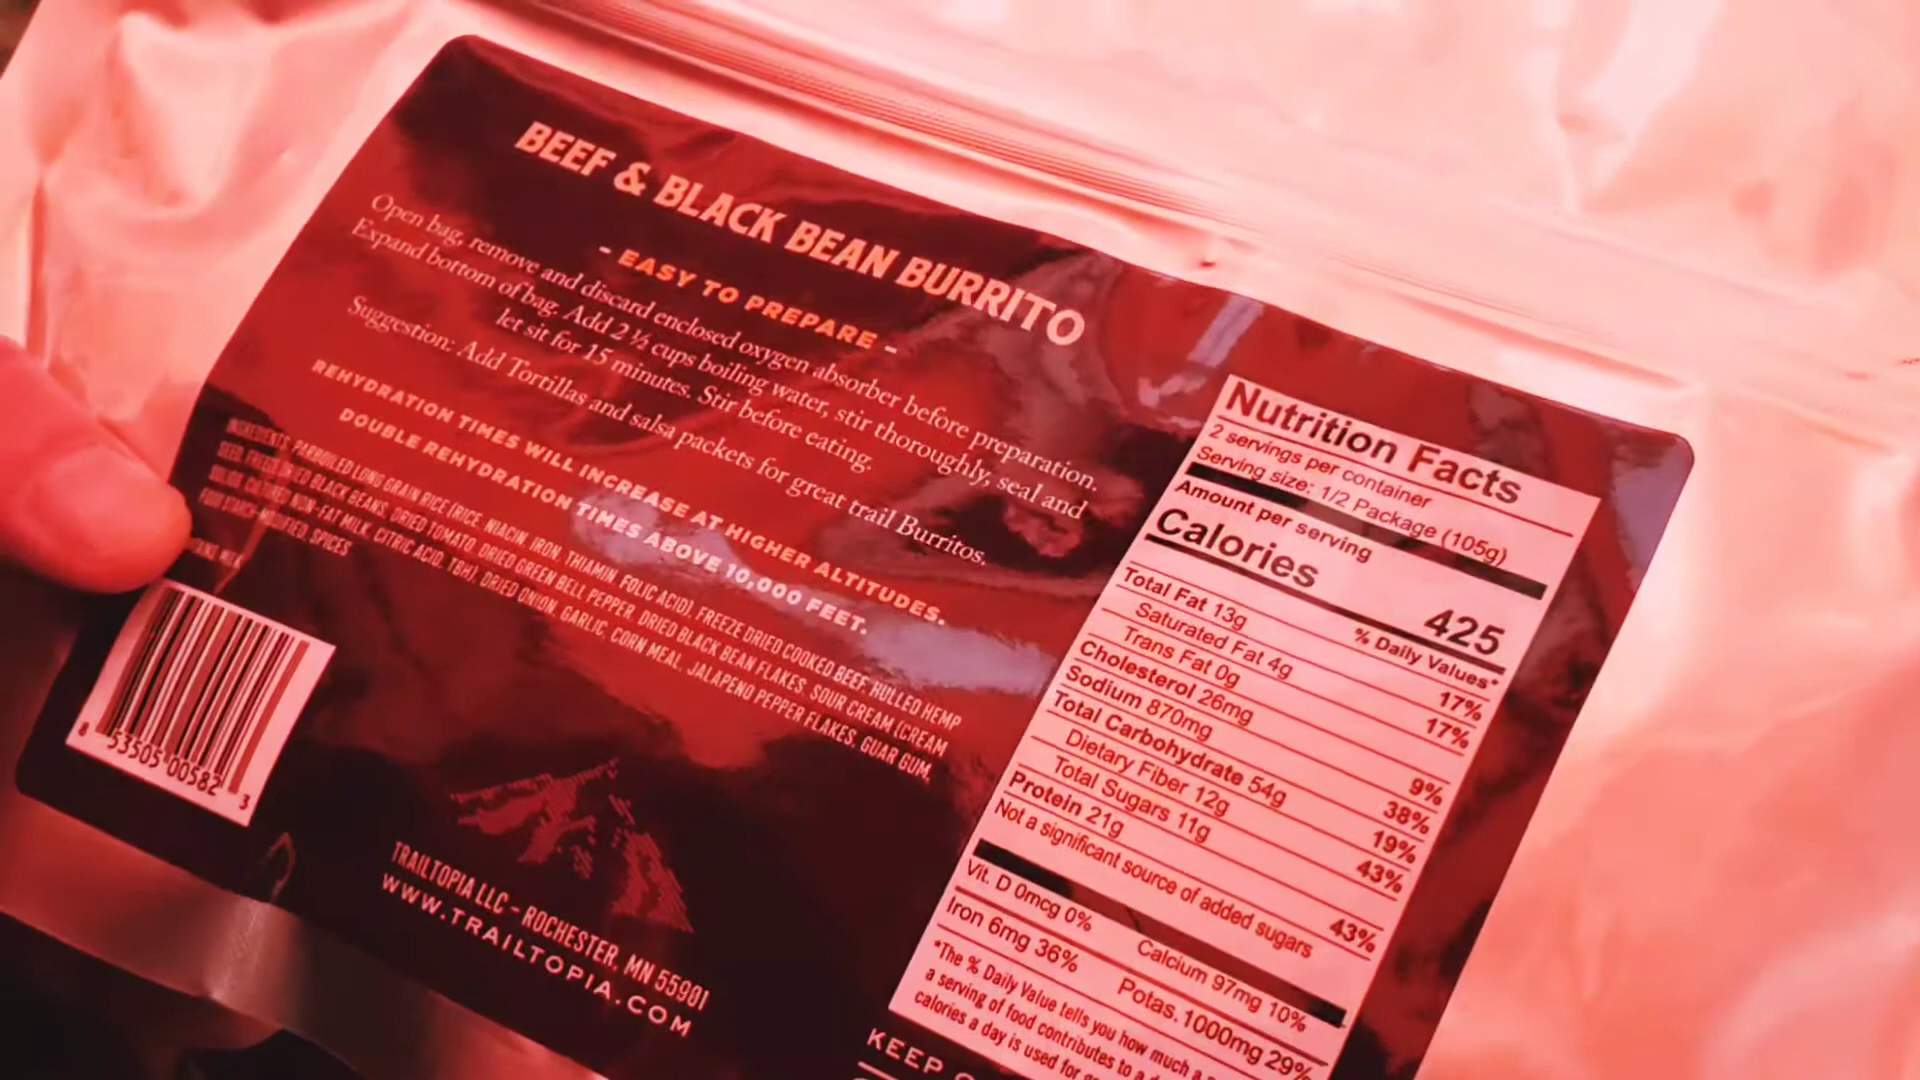 BEEF & BLACK BEAN BURRITO
- EASY TO PREPARE -
Open bag, remove and discard enclosed oxygen absorber before preparation.
Expand bottom of bag. Add 2 ½ cups boiling water, stir thoroughly, seal and
let sit for 15 minutes. Stir before eating.
Suggestion: Add Tortillas and salsa packets for great trail Burritos.
REHYDRATION TIMES WILL INCREASE AT HIGHER ALTITUDES.
DOUBLE REHYDRATION TIMES ABOVE 10,000 FEET.
INGREDIENTS: PARBOILED LONG GRAIN RICE (RICE, NIACIN, IRON, THIAMIN, FOLIC ACID), FREEZE DRIED COOKED BEEF, HULLED HEMP
SEED, DRIED BLACK BEANS, DRIED TOMATO, DRIED GREEN BELL PEPPER, DRIED BLACK BEAN FLAKES, SOUR CREAM (CREAM
NON-FAT MILK, CITRIC ACID, TBH), DRIED ONION, GARLIC, CORN MEAL, JALAPENO PEPPER FLAKES, GUAR GUM,
STARCH-MODIFIED, SPICES
AND MILK
8 53505 00582 3
TRAILTOPIA LLC - ROCHESTER, MN 55901
WWW.TRAILTOPIA.COM
Nutrition Facts
2 servings per container
Serving size: 1/2 Package (105g)
Amount per serving
Calories 425
% Daily Values*
Total Fat 13g 17%
Saturated Fat 4g 17%
Trans Fat 0g
Cholesterol 26mg 9%
Sodium 870mg 38%
Total Carbohydrate 54g 19%
Dietary Fiber 12g 43%
Total Sugars 11g
Protein 21g 43%
Not a significant source of added sugars
Vit. D 0mcg 0% Calcium 97mg 10%
Iron 6mg 36% Potas. 1000mg 29%
*The % Daily Value tells you how much a
a serving of food contributes to a
calories a day is used for
KEEP